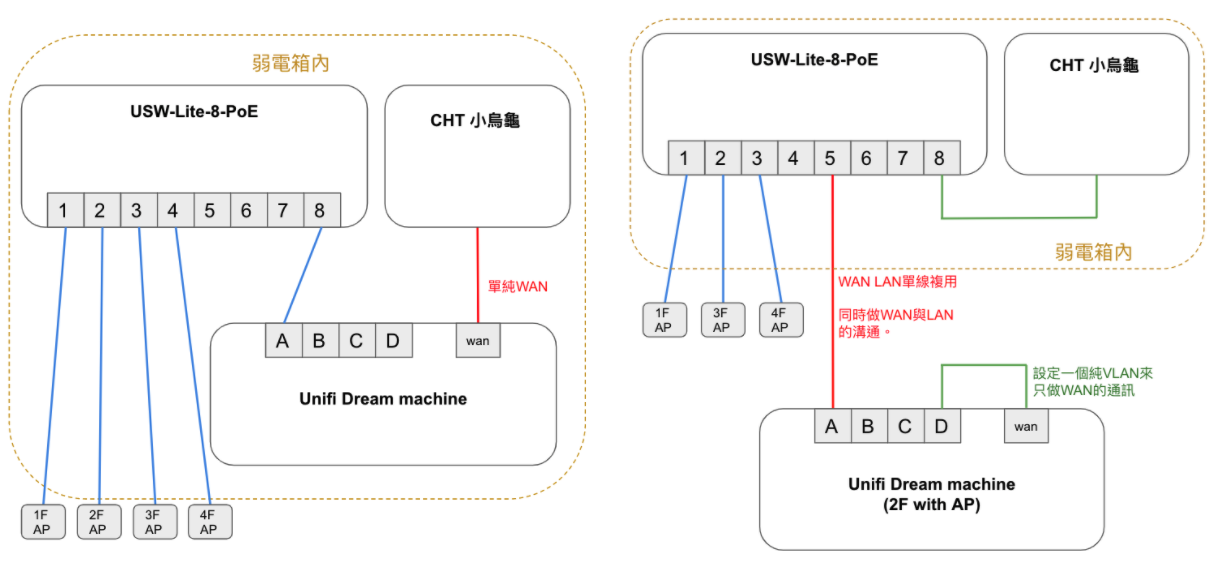 弱電箱內
USW-Lite-8-PoE
CHT 小烏龜
1 2 3 4 5 6 7 8
單純WAN
A B C D
wan
Unifi Dream machine
1F
AP
2F
AP
3F
AP
4F
AP
USW-Lite-8-PoE
CHT 小烏龜
1 2 3 4 5 6 7 8
弱電箱內
WAN LAN單線複用
同時做WAN與LAN
的溝通。
1F
AP
3F
AP
4F
AP
設定一個純VLAN來
只做WAN的通訊
A B C D
wan
Unifi Dream machine
(2F with AP)